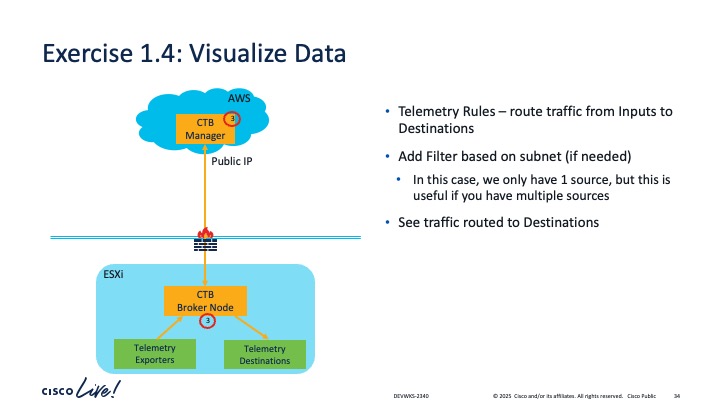 Exercise 1.4: Visualize Data
AWS
CTB
Manager
3
Public IP
ESXi
CTB
Broker Node
3
Telemetry
Exporters
Telemetry
Destinations
• Telemetry Rules – route traffic from Inputs to
Destinations
• Add Filter based on subnet (if needed)
• In this case, we only have 1 source, but this is
useful if you have multiple sources
• See traffic routed to Destinations
CISCO Live!
DEVWKS-2340
© 2025 Cisco and/or its affiliates. All rights reserved. Cisco Public
34